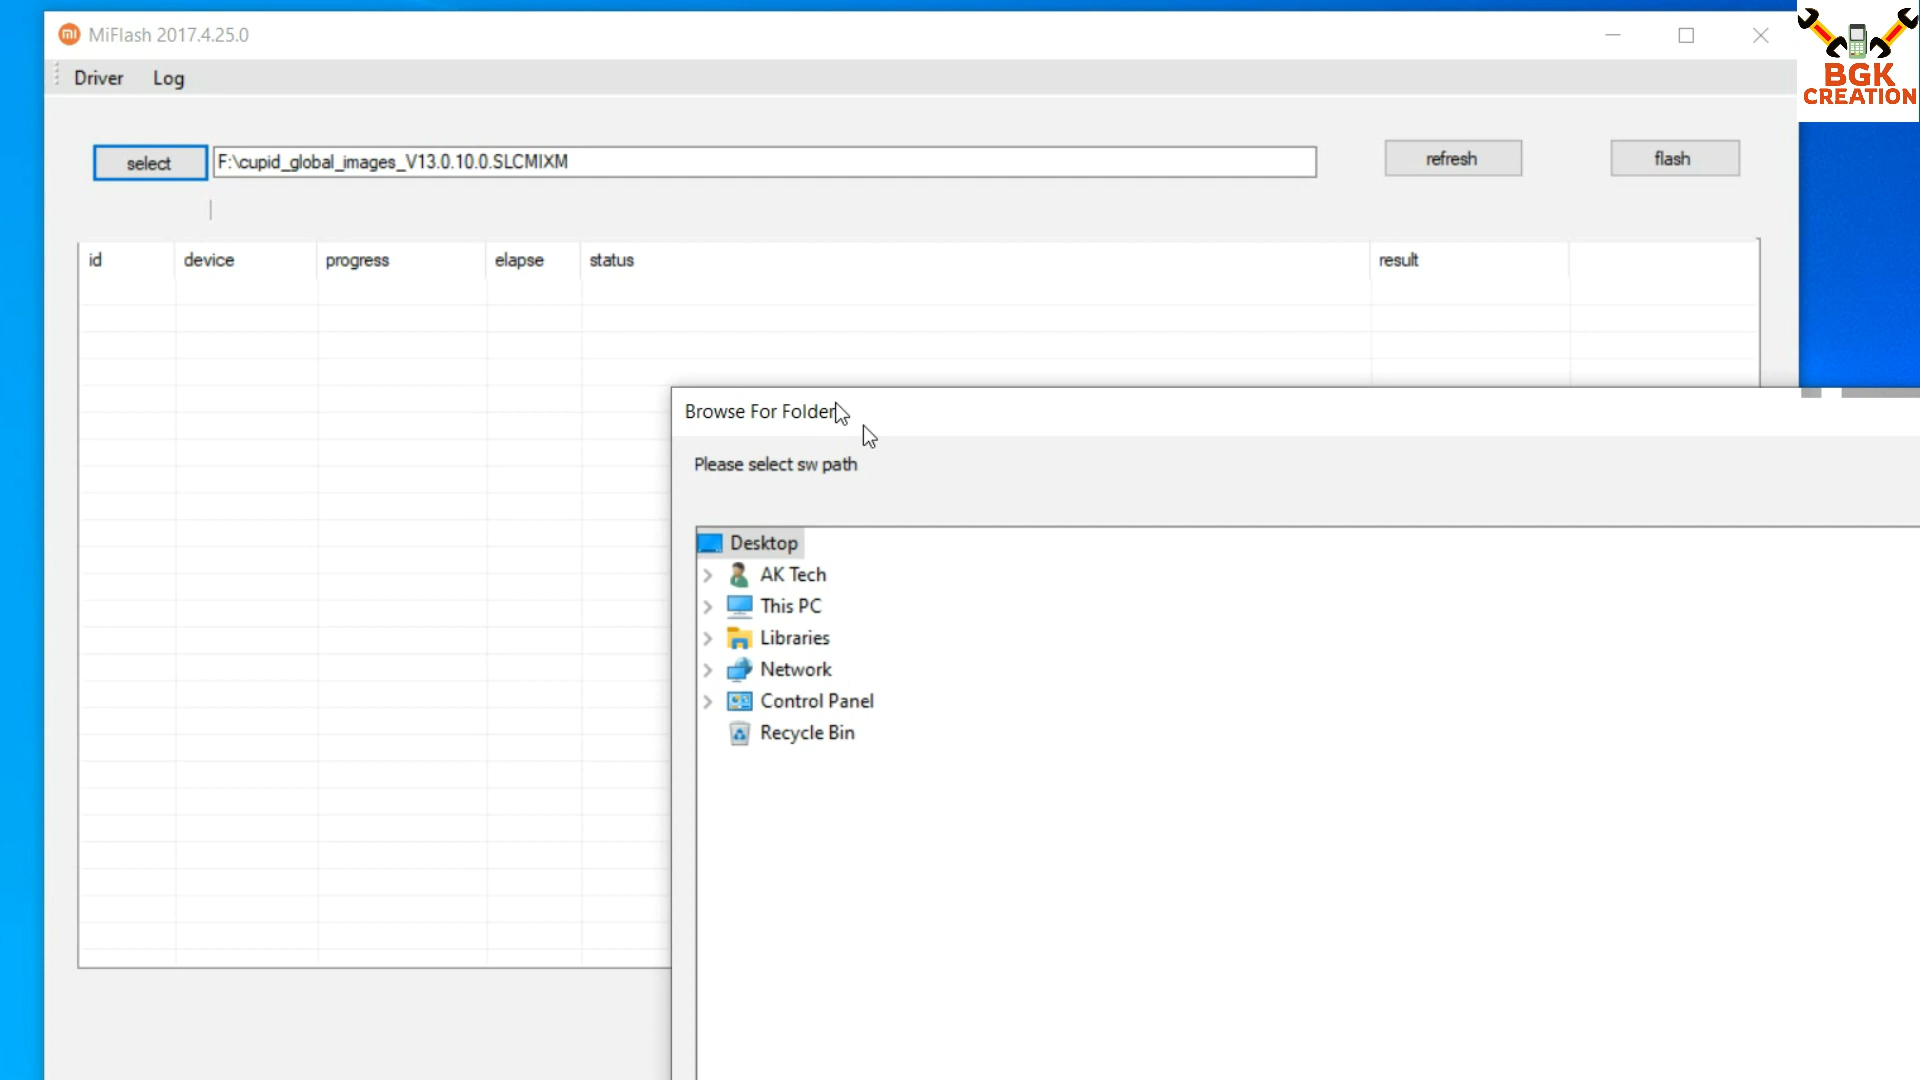 MiFlash 2017.4.25.0
Driver Log
BGK
CREATION
select F:\cupid_global_images_V13.0.10.0.SLCMIXM refresh flash
id device progress elapse status result
Browse For Folder
Please select sw path
Desktop
AK Tech
This PC
Libraries
Network
Control Panel
Recycle Bin